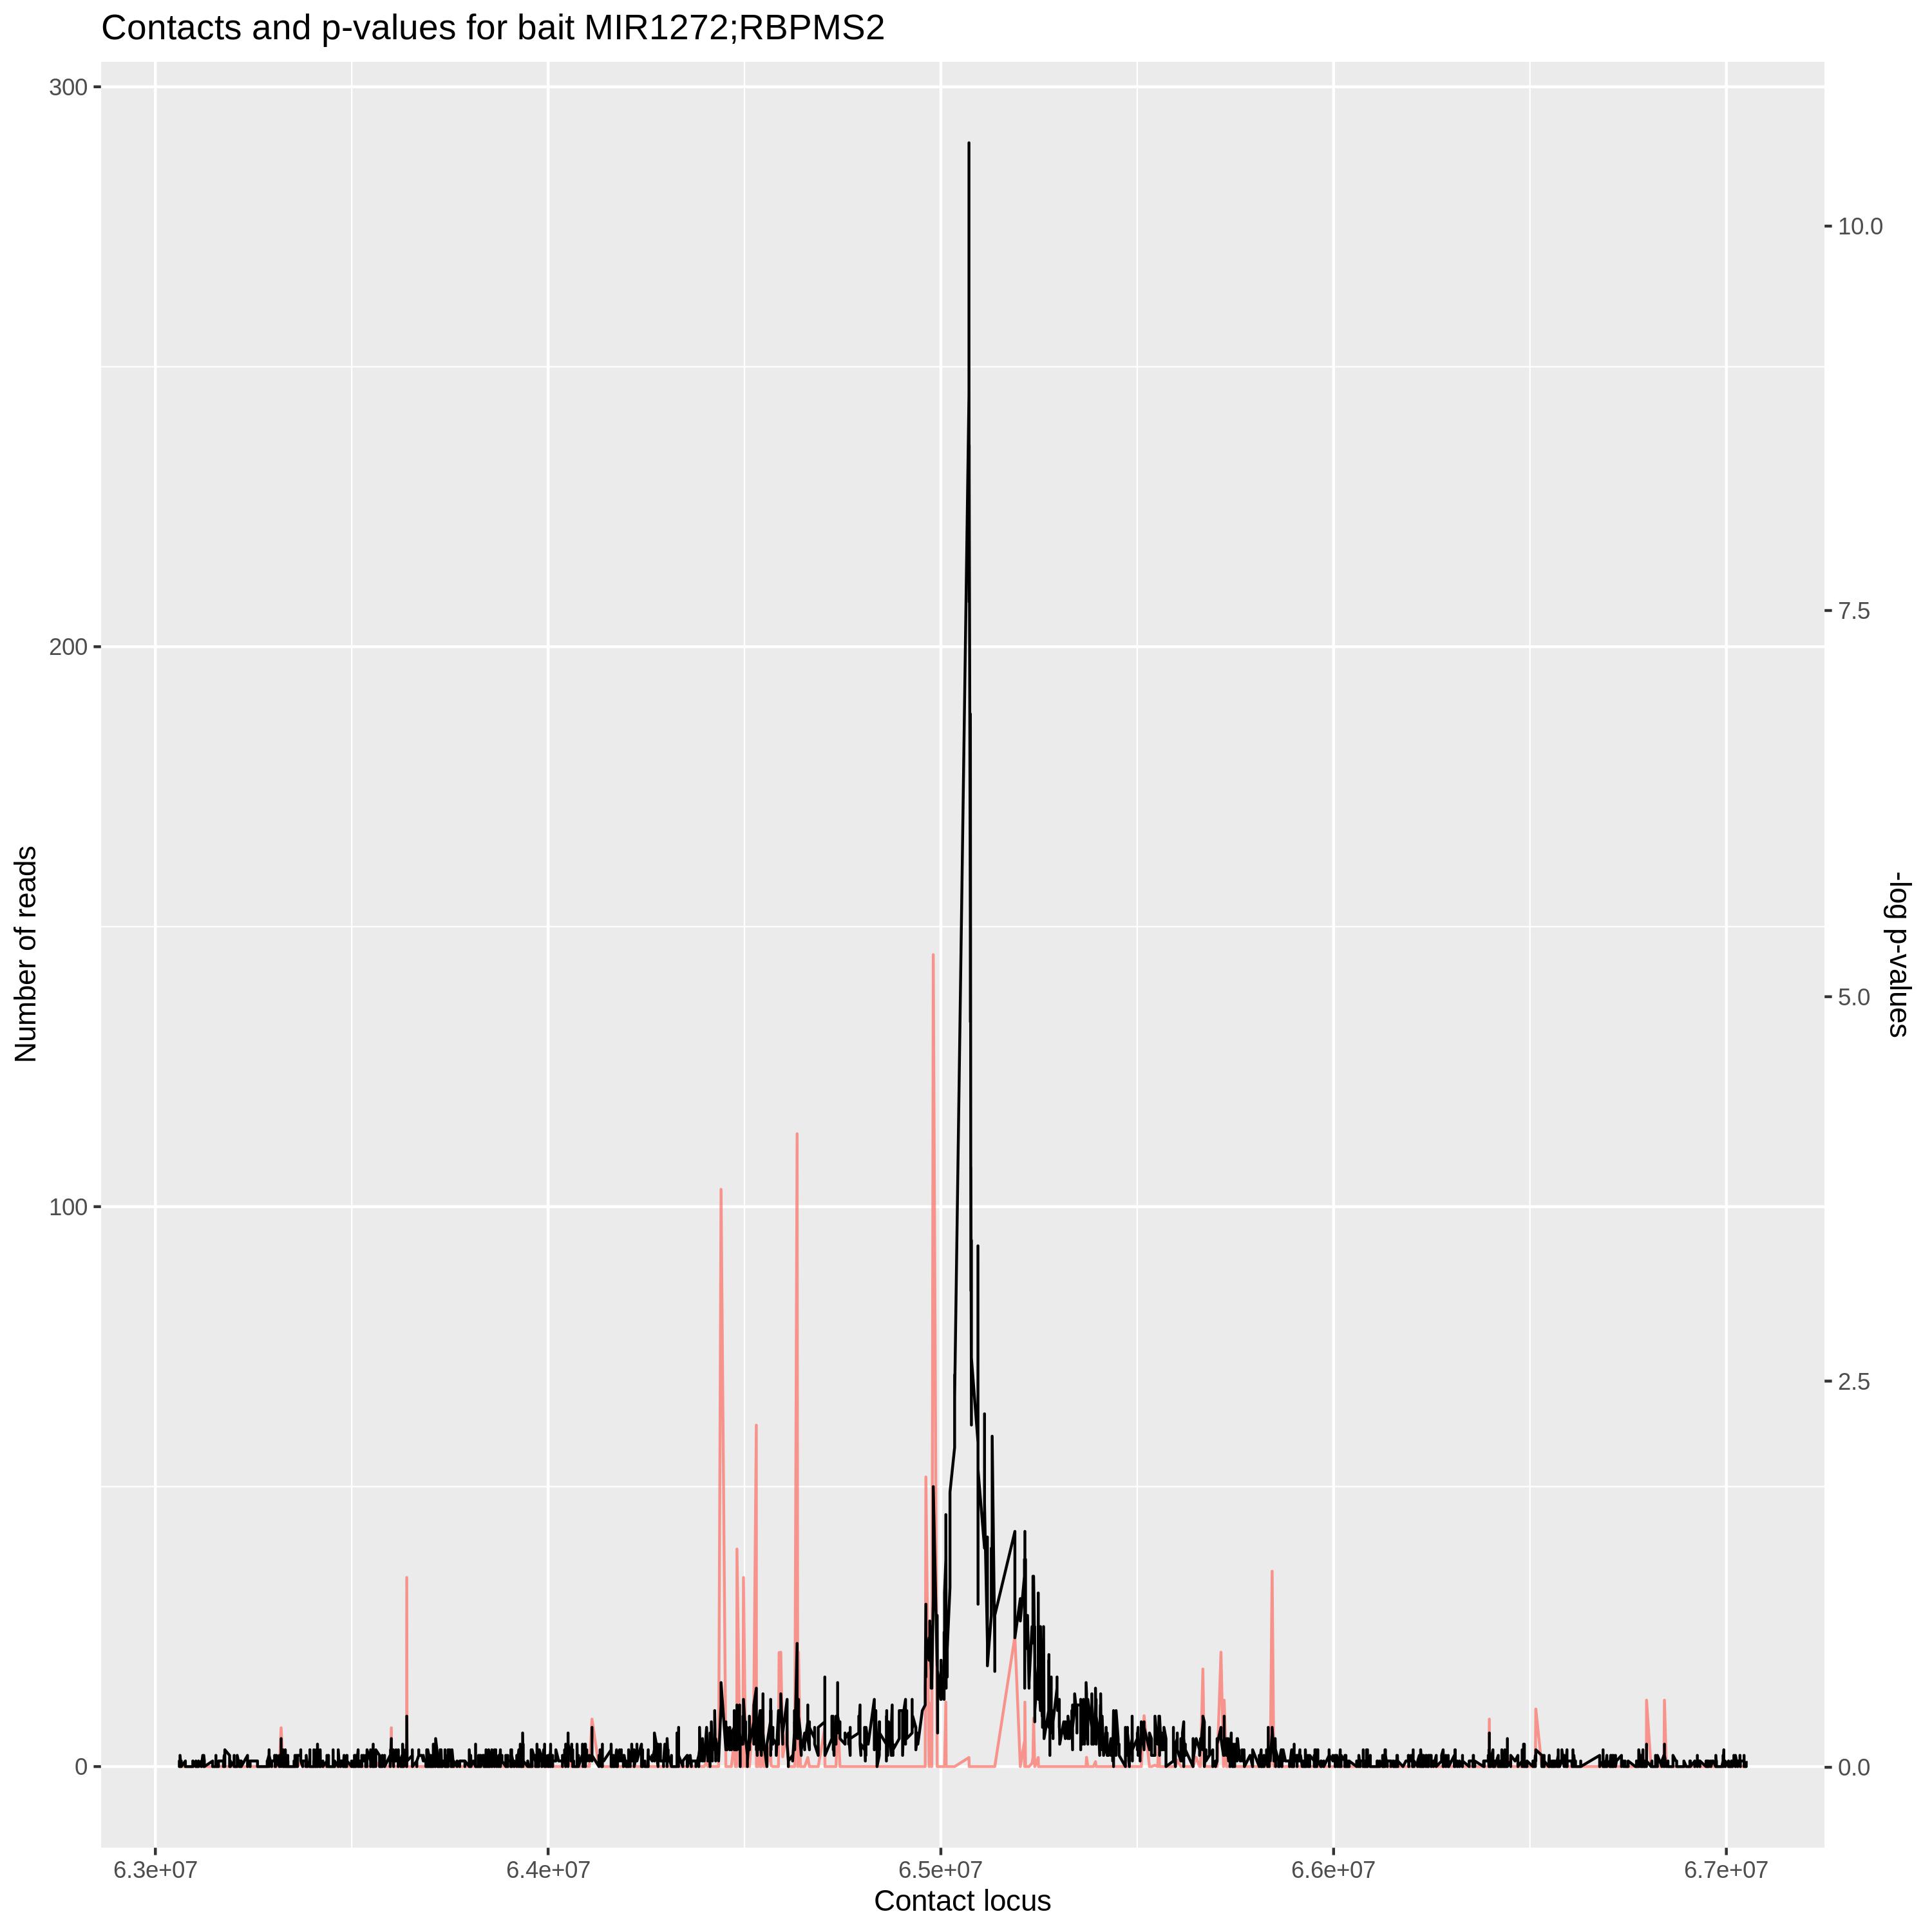 Contacts and p-values for bait MIR1272;RBPMS2
300
200
100
0
Number of reads
10.0
7.5
5.0
2.5
0.0
-log p-values
6.3e+07 6.4e+07 6.5e+07 6.6e+07 6.7e+07
Contact locus